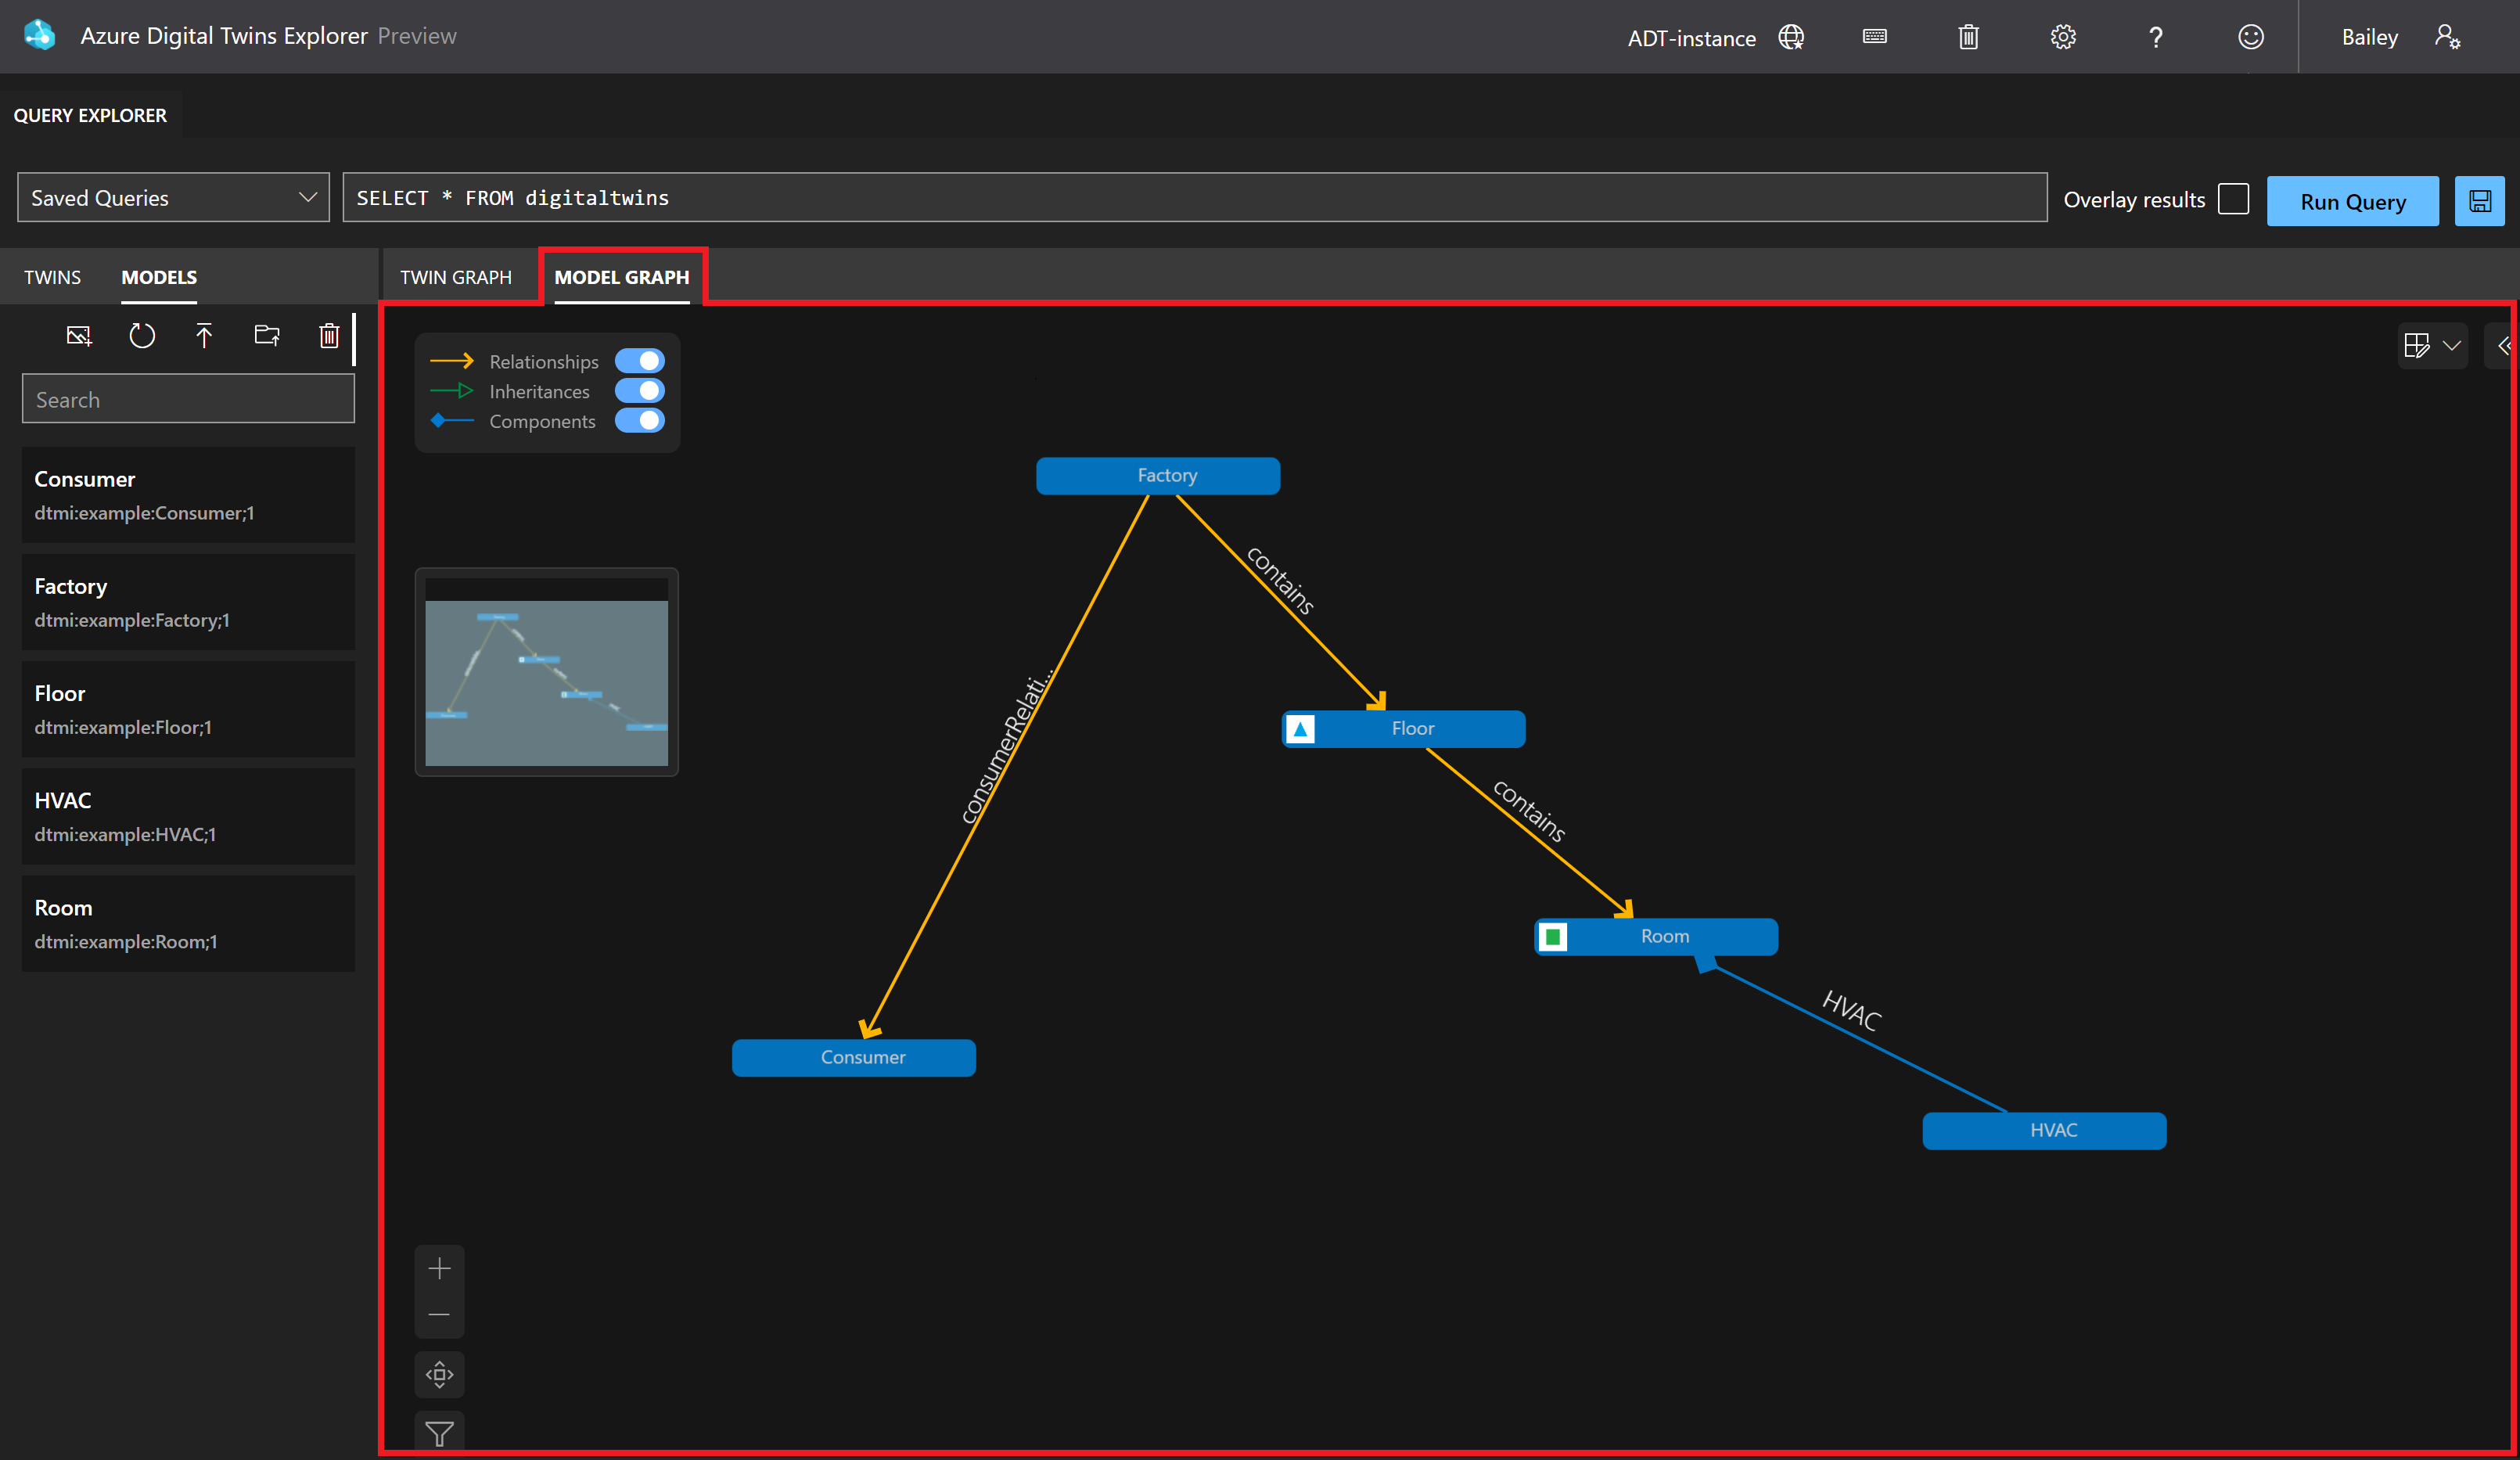 Azure Digital Twins Explorer Preview
ADT-instance
?
Bailey
QUERY EXPLORER
Saved Queries
SELECT * FROM digitaltwins
Overlay results
Run Query
TWINS
MODELS
TWIN GRAPH
MODEL GRAPH
Search
Consumer
dtmi:example:Consumer;1
Factory
dtmi:example:Factory;1
Floor
dtmi:example:Floor;1
HVAC
dtmi:example:HVAC;1
Room
dtmi:example:Room;1
Relationships
Inheritances
Components
Factory
contains
consumerRelati...
Floor
contains
Room
HVAC
Consumer
HVAC